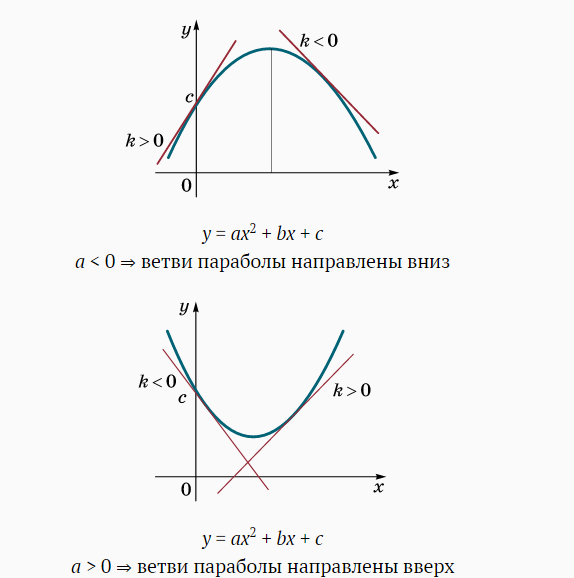 y
k < 0
c
k > 0
0
x
y = ax² + bx + c
a < 0 ⇒ ветви параболы направлены вниз
y
k < 0
c
k > 0
0
x
y = ax² + bx + c
a > 0 ⇒ ветви параболы направлены вверх